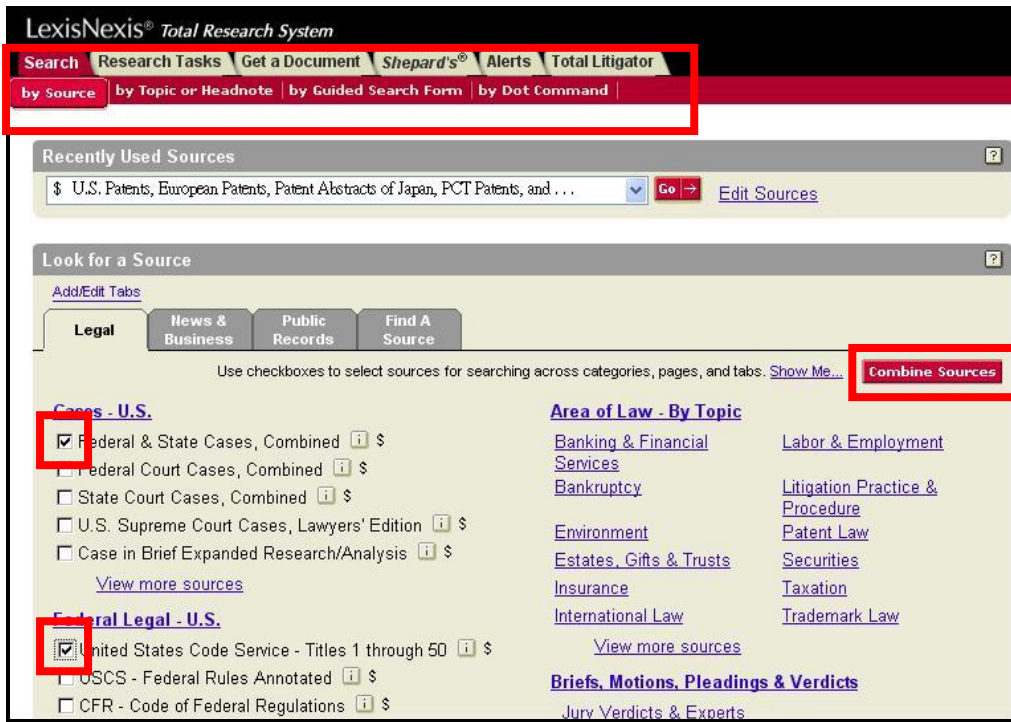 LexisNexis® Total Research System
Search Research Tasks Get a Document Shepard's® Alerts Total Litigator
by Source by Topic or Headnote by Guided Search Form by Dot Command
Recently Used Sources ?
$ U.S. Patents, European Patents, Patent Abstracts of Japan, PCT Patents, and . . . Go → Edit Sources
Look for a Source ?
Add/Edit Tabs
Legal
News & Business
Public Records
Find A Source
Use checkboxes to select sources for searching across categories, pages, and tabs. Show Me... Combine Sources
Cases - U.S.
Federal & State Cases, Combined i $
Federal Court Cases, Combined i $
State Court Cases, Combined i $
U.S. Supreme Court Cases, Lawyers' Edition i $
Case in Brief Expanded Research/Analysis i $
View more sources
Federal Legal - U.S.
United States Code Service - Titles 1 through 50 i $
USCS - Federal Rules Annotated i $
CFR - Code of Federal Regulations i $
Area of Law - By Topic
Banking & Financial
Services
Bankruptcy
Environment
Estates, Gifts & Trusts
Insurance
International Law
Labor & Employment
Litigation Practice &
Procedure
Patent Law
Securities
Taxation
Trademark Law
View more sources
Briefs, Motions, Pleadings & Verdicts
Jury Verdicts & Experts